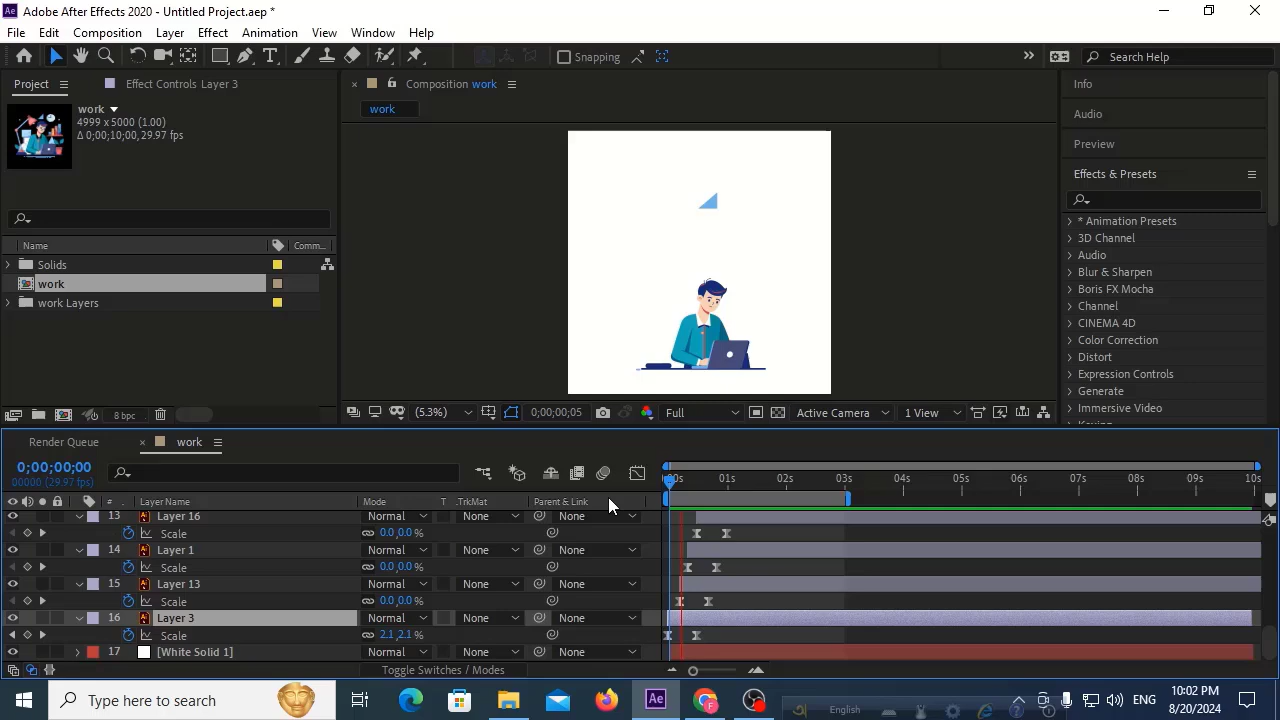 Adobe After Effects 2020 - Untitled Project.aep *
File Edit Composition Layer Effect Animation View Window Help
Snapping
Search Help
Project
Effect Controls Layer 3
Composition work
Info
work
work
4999 x 5000 (1.00)
Δ 0;00;10;00, 29.97 fps
Audio
Preview
Effects & Presets
* Animation Presets
3D Channel
Audio
Blur & Sharpen
Boris FX Mocha
Channel
CINEMA 4D
Color Correction
Distort
Expression Controls
Generate
Immersive Video
Name Comm...
Solids
work
work Layers
8 bpc
(5.3%)
0;00;00;05
Full
Active Camera
1 View
Render Queue
work
0;00;00;00
00000 (29.97 fps)
:00s 01s 02s 03s 04s 05s 06s 07s 08s 09s 10s
# Layer Name Mode T .TrkMat Parent & Link
13 Layer 16 Normal None None
Scale 0.0,0.0%
14 Layer 1 Normal None None
Scale 0.0,0.0%
15 Layer 13 Normal None None
Scale 0.0,0.0%
16 Layer 3 Normal None None
Scale 2.1,2.1%
17 [White Solid 1] Normal None None
Toggle Switches / Modes
Type here to search
English
ENG
10:02 PM
8/20/2024